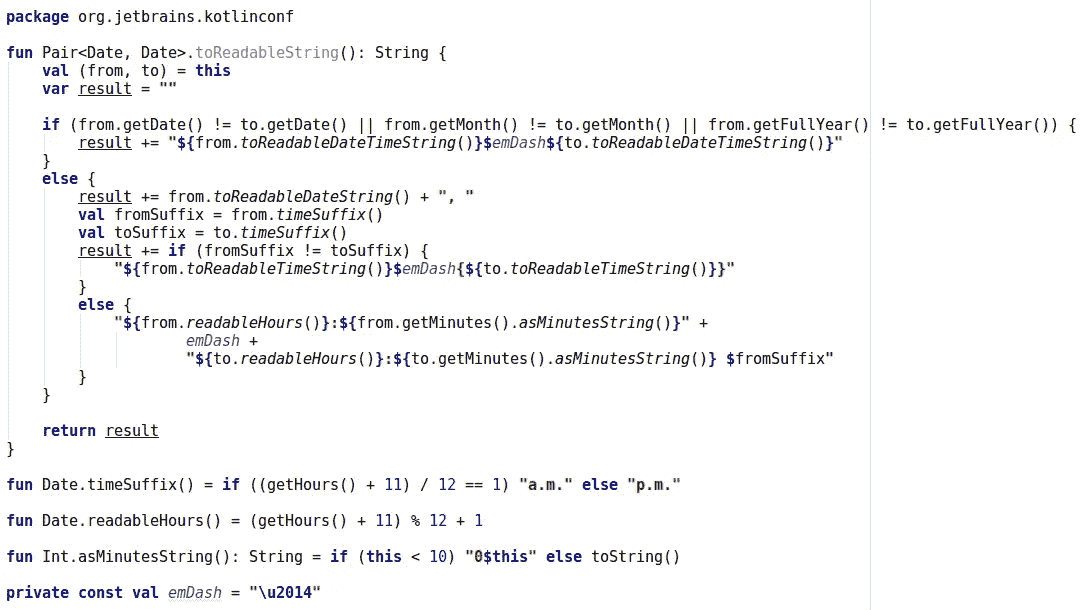 package org.jetbrains.kotlinconf
fun Pair<Date, Date>.toReadableString(): String {
    val (from, to) = this
    var result = ""
    if (from.getDate() != to.getDate() || from.getMonth() != to.getMonth() || from.getFullYear() != to.getFullYear()) {
        result += "${from.toReadableDateTimeString()}$emDash${to.toReadableDateTimeString()}"
    }
    else {
        result += from.toReadableDateString() + ", "
        val fromSuffix = from.timeSuffix()
        val toSuffix = to.timeSuffix()
        result += if (fromSuffix != toSuffix) {
            "${from.toReadableTimeString()}$emDash{${to.toReadableTimeString()}}"
        }
        else {
            "${from.readableHours()}:${from.getMinutes().asMinutesString()}" +
                    emDash +
                    "${to.readableHours()}:${to.getMinutes().asMinutesString()} $fromSuffix"
        }
    }
    return result
}
fun Date.timeSuffix() = if ((getHours() + 11) / 12 == 1) "a.m." else "p.m."
fun Date.readableHours() = (getHours() + 11) % 12 + 1
fun Int.asMinutesString(): String = if (this < 10) "0$this" else toString()
private const val emDash = "\u2014"